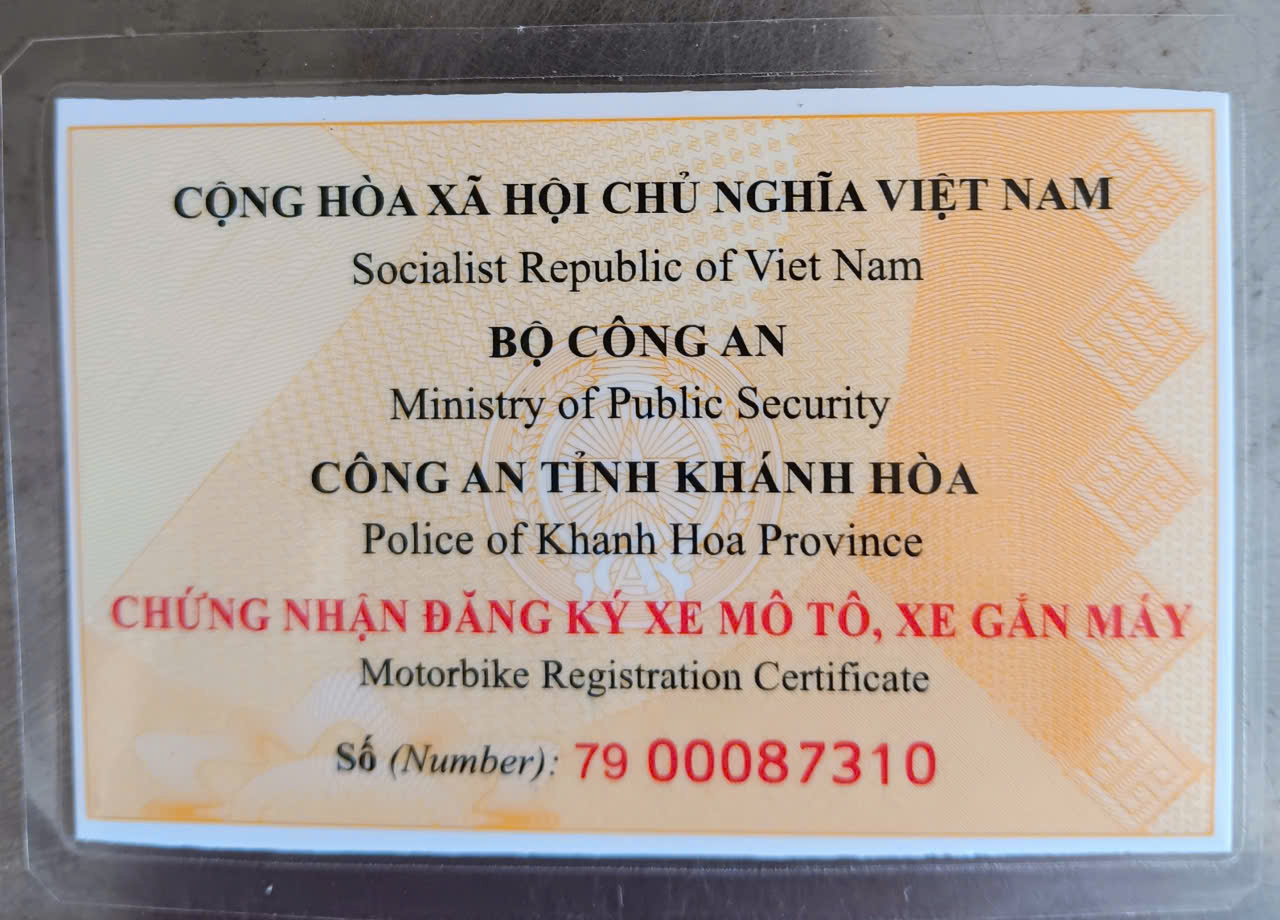 CỘNG HÒA XÃ HỘI CHỦ NGHĨA VIỆT NAM
Socialist Republic of Viet Nam
BỘ CÔNG AN
Ministry of Public Security
CÔNG AN TỈNH KHÁNH HÒA
Police of Khanh Hoa Province
CHỨNG NHẬN ĐĂNG KÝ XE MÔ TÔ, XE GẮN MÁY
Motorbike Registration Certificate
Số (Number): 79 00087310